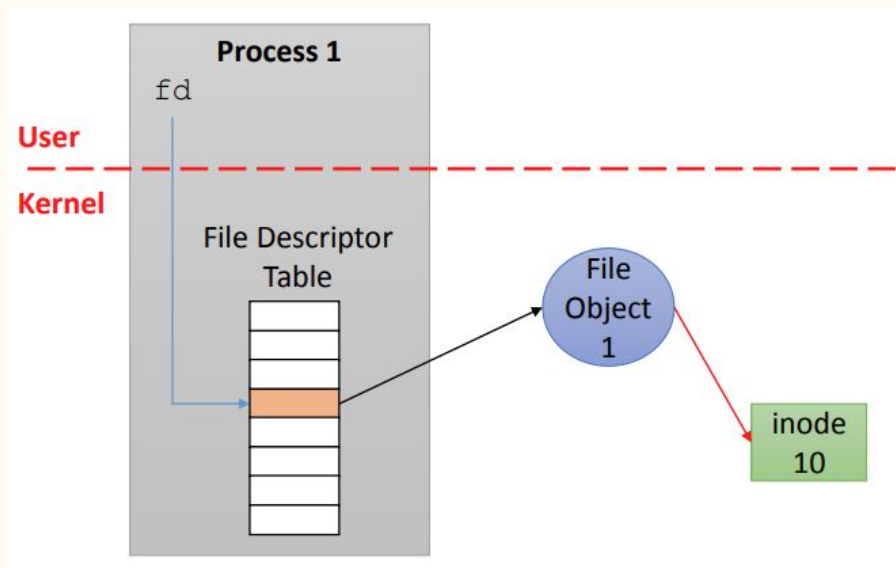 Process 1
fd
User
Kernel
File Descriptor
Table
File
Object
1
inode
10